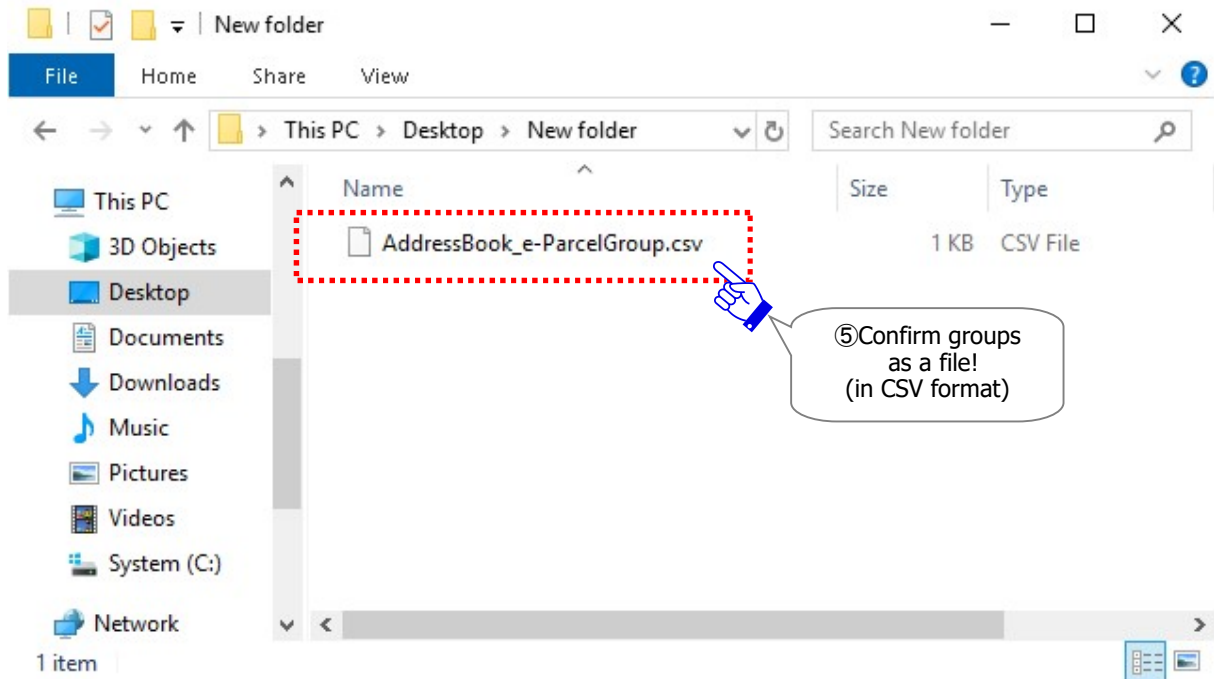 New folder
File Home Share View
This PC > Desktop > New folder
Search New folder
Name Size Type
AddressBook_e-ParcelGroup.csv 1 KB CSV File
This PC
3D Objects
Desktop
Documents
Downloads
Music
Pictures
Videos
System (C:)
Network
⑤Confirm groups
as a file!
(in CSV format)
1 item